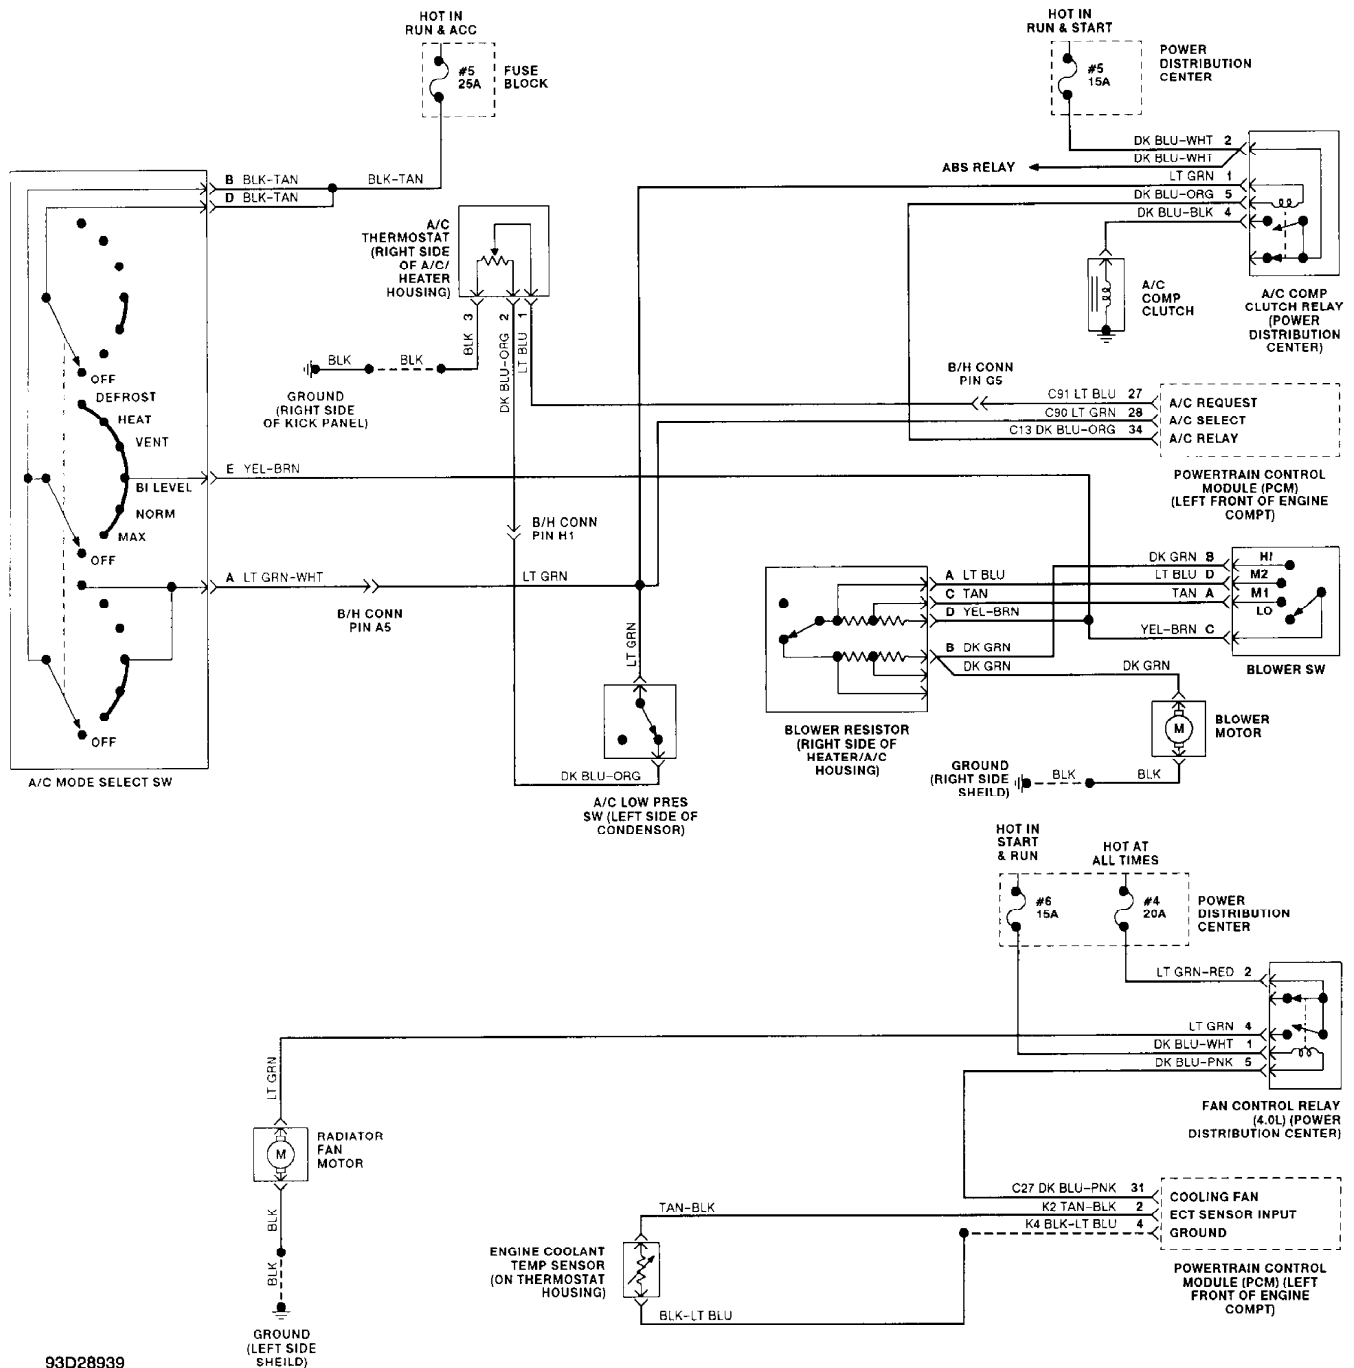 HOT IN
RUN & ACC
#5
25A
FUSE
BLOCK
HOT IN
RUN & START
#5
15A
POWER
DISTRIBUTION
CENTER
DK BLU-WHT 2
DK BLU-WHT
ABS RELAY
LT GRN 1
DK BLU-ORG 5
DK BLU-BLK 4
A/C
COMP
CLUTCH
A/C COMP
CLUTCH RELAY
(POWER
DISTRIBUTION
CENTER)
B BLK-TAN
BLK-TAN
D BLK-TAN
A/C
THERMOSTAT
(RIGHT SIDE
OF A/C/
HEATER
HOUSING)
3
2
1
BLK
DK BLU-ORG
LT BLU
BLK
BLK
GROUND
(RIGHT SIDE
OF KICK PANEL)
B/H CONN
PIN G5
C91 LT BLU 27
A/C REQUEST
C90 LT GRN 28
A/C SELECT
C13 DK BLU-ORG 34
A/C RELAY
POWERTRAIN CONTROL
MODULE (PCM)
(LEFT FRONT OF ENGINE
COMPT)
OFF
DEFROST
HEAT
VENT
BI LEVEL
NORM
MAX
OFF
OFF
E YEL-BRN
A LT GRN-WHT
B/H CONN
PIN A5
B/H CONN
PIN H1
LT GRN
LT GRN
A/C MODE SELECT SW
DK BLU-ORG
A/C LOW PRES
SW (LEFT SIDE OF
CONDENSOR)
A LT BLU
C TAN
D YEL-BRN
B DK GRN
DK GRN
DK GRN
BLOWER RESISTOR
(RIGHT SIDE OF
HEATER/A/C
HOUSING)
DK GRN B
HI
LT BLU D
M2
TAN A
M1
LO
YEL-BRN C
BLOWER SW
M
BLOWER
MOTOR
GROUND
(RIGHT SIDE
SHEILD)
BLK
BLK
HOT IN
START
& RUN
HOT AT
ALL TIMES
#6
15A
#4
20A
POWER
DISTRIBUTION
CENTER
LT GRN-RED 2
LT GRN 4
DK BLU-WHT 1
DK BLU-PNK 5
FAN CONTROL RELAY
(4.0L) (POWER
DISTRIBUTION CENTER)
LT GRN
M
RADIATOR
FAN
MOTOR
BLK
BLK
GROUND
(LEFT SIDE
SHEILD)
C27 DK BLU-PNK 31
COOLING FAN
TAN-BLK
K2 TAN-BLK 2
ECT SENSOR INPUT
K4 BLK-LT BLU 4
GROUND
ENGINE COOLANT
TEMP SENSOR
(ON THERMOSTAT
HOUSING)
BLK-LT BLU
POWERTRAIN CONTROL
MODULE (PCM) (LEFT
FRONT OF ENGINE
COMPT)
93D28939